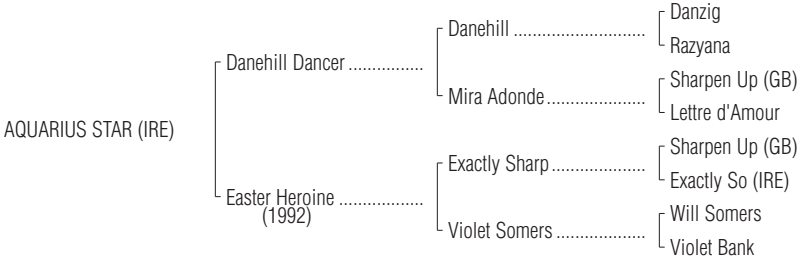 Danzig
Danehill ............................
Razyana
Danehill Dancer ................
Sharpen Up (GB)
Mira Adonde.....................
Lettre d'Amour
AQUARIUS STAR (IRE)
Sharpen Up (GB)
Exactly Sharp....................
Exactly So (IRE)
Easter Heroine ..................
(1992)
Will Somers
Violet Somers ...................
Violet Bank